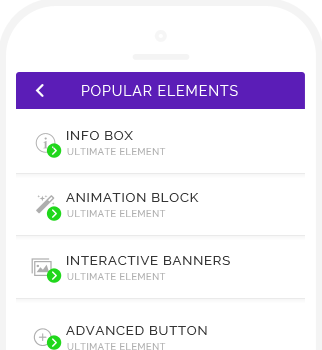 POPULAR ELEMENTS
INFO BOX
ULTIMATE ELEMENT
ANIMATION BLOCK
ULTIMATE ELEMENT
INTERACTIVE BANNERS
ULTIMATE ELEMENT
ADVANCED BUTTON
ULTIMATE ELEMENT